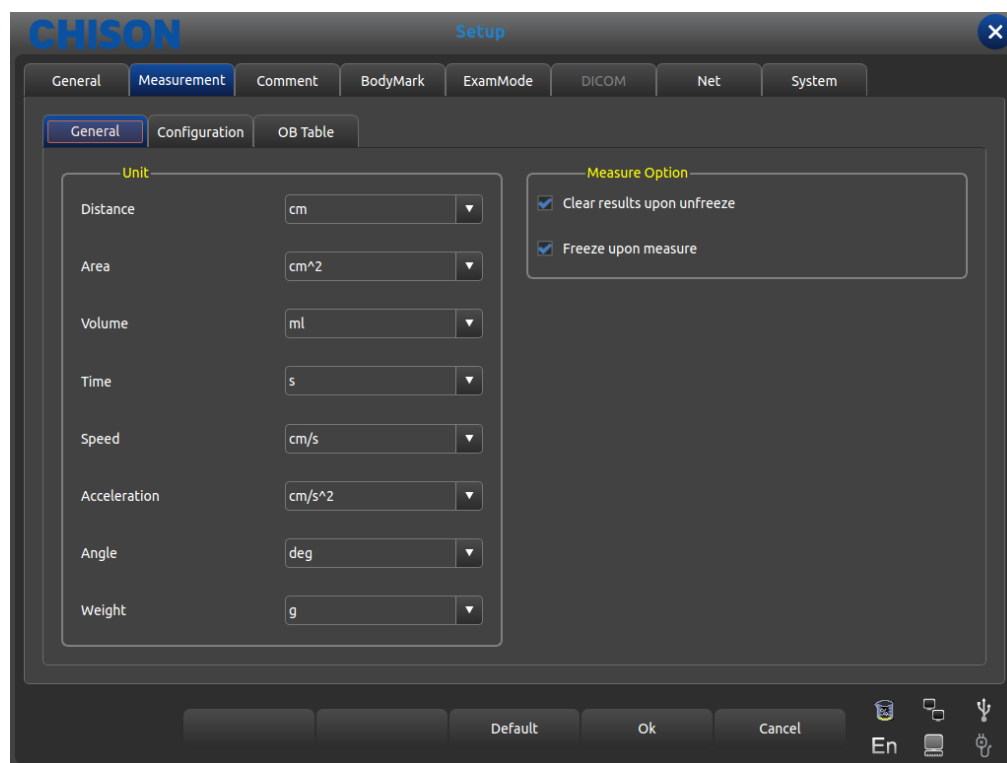 CHISON
Setup
General Measurement Comment BodyMark ExamMode DICOM Net System
General Configuration OB Table
Unit
Distance cm
Area cm^2
Volume ml
Time s
Speed cm/s
Acceleration cm/s^2
Angle deg
Weight g
Measure Option
Clear results upon unfreeze
Freeze upon measure
Default Ok Cancel
En